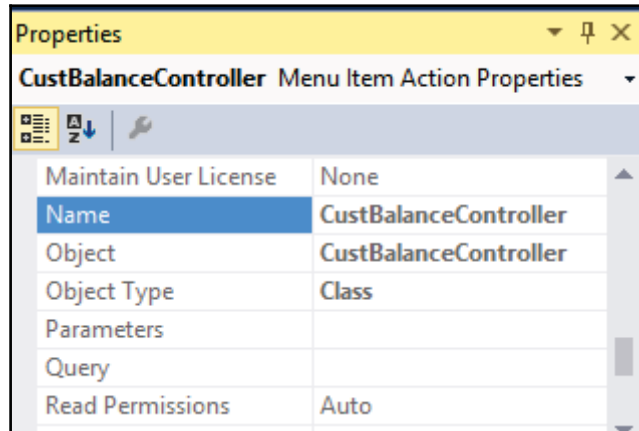 Properties
CustBalanceController Menu Item Action Properties
Maintain User License None
Name CustBalanceController
Object CustBalanceController
Object Type Class
Parameters
Query
Read Permissions Auto